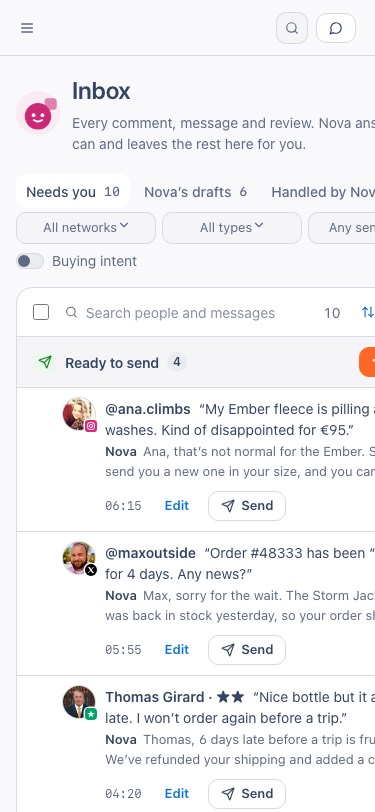 Inbox
Every comment, message and review. Nova ans
can and leaves the rest here for you.
Needs you 10 Nova's drafts 6 Handled by Nov
All networks All types Any sen
Buying intent
Search people and messages 10
Ready to send 4
@ana.climbs “My Ember fleece is pilling
washes. Kind of disappointed for €95.”
Nova Ana, that’s not normal for the Ember. S
send you a new one in your size, and you car
06:15 Edit Send
@maxoutside “Order #48333 has been “
for 4 days. Any news?”
Nova Max, sorry for the wait. The Storm Jac
was back in stock yesterday, so your order sh
05:55 Edit Send
Thomas Girard · ★★ “Nice bottle but it a
late. I won’t order again before a trip.”
Nova Thomas, 6 days late before a trip is fru
We’ve refunded your shipping and added a c
04:20 Edit Send